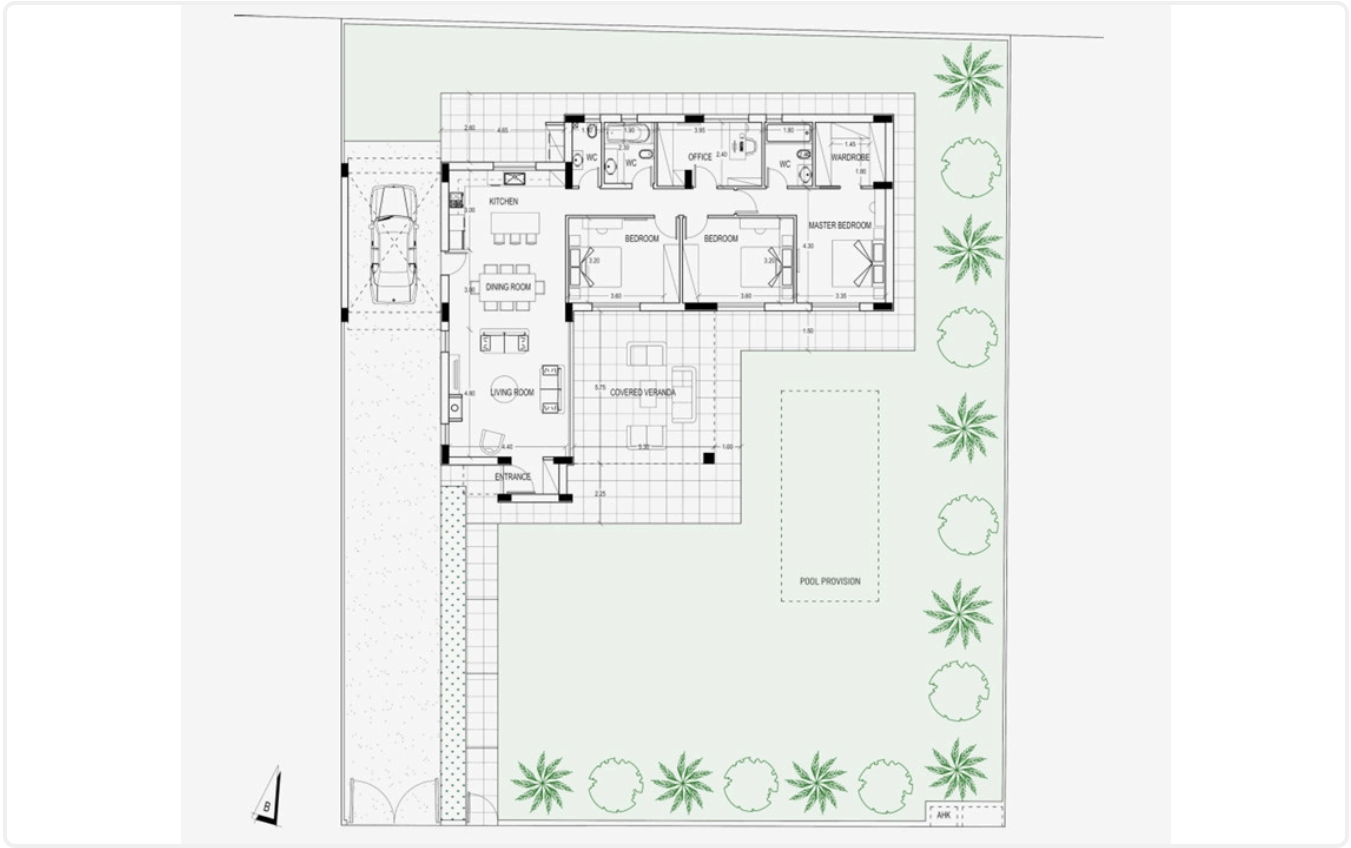 2.60
4.65
1.90
2.39
3.95
1.80
WC
WC
OFFICE
2.40
WC
1.45
WARDROBE
1.80
KITCHEN
3.00
BEDROOM
BEDROOM
MASTER BEDROOM
4.30
3.20
3.20
3.60
3.60
3.35
DINING ROOM
3.90
1.50
LIVING ROOM
4.80
5.75
COVERED VERANDA
4.40
5.30
1.00
ENTRANCE
2.25
POOL PROVISION
B
AHK